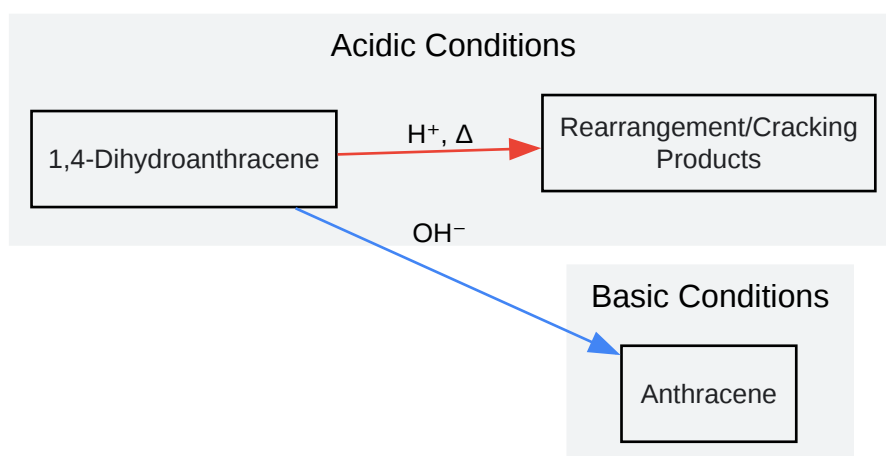 Acidic Conditions
1,4-Dihydroanthracene
H⁺, Δ
Rearrangement/Cracking
Products
OH⁻
Basic Conditions
Anthracene